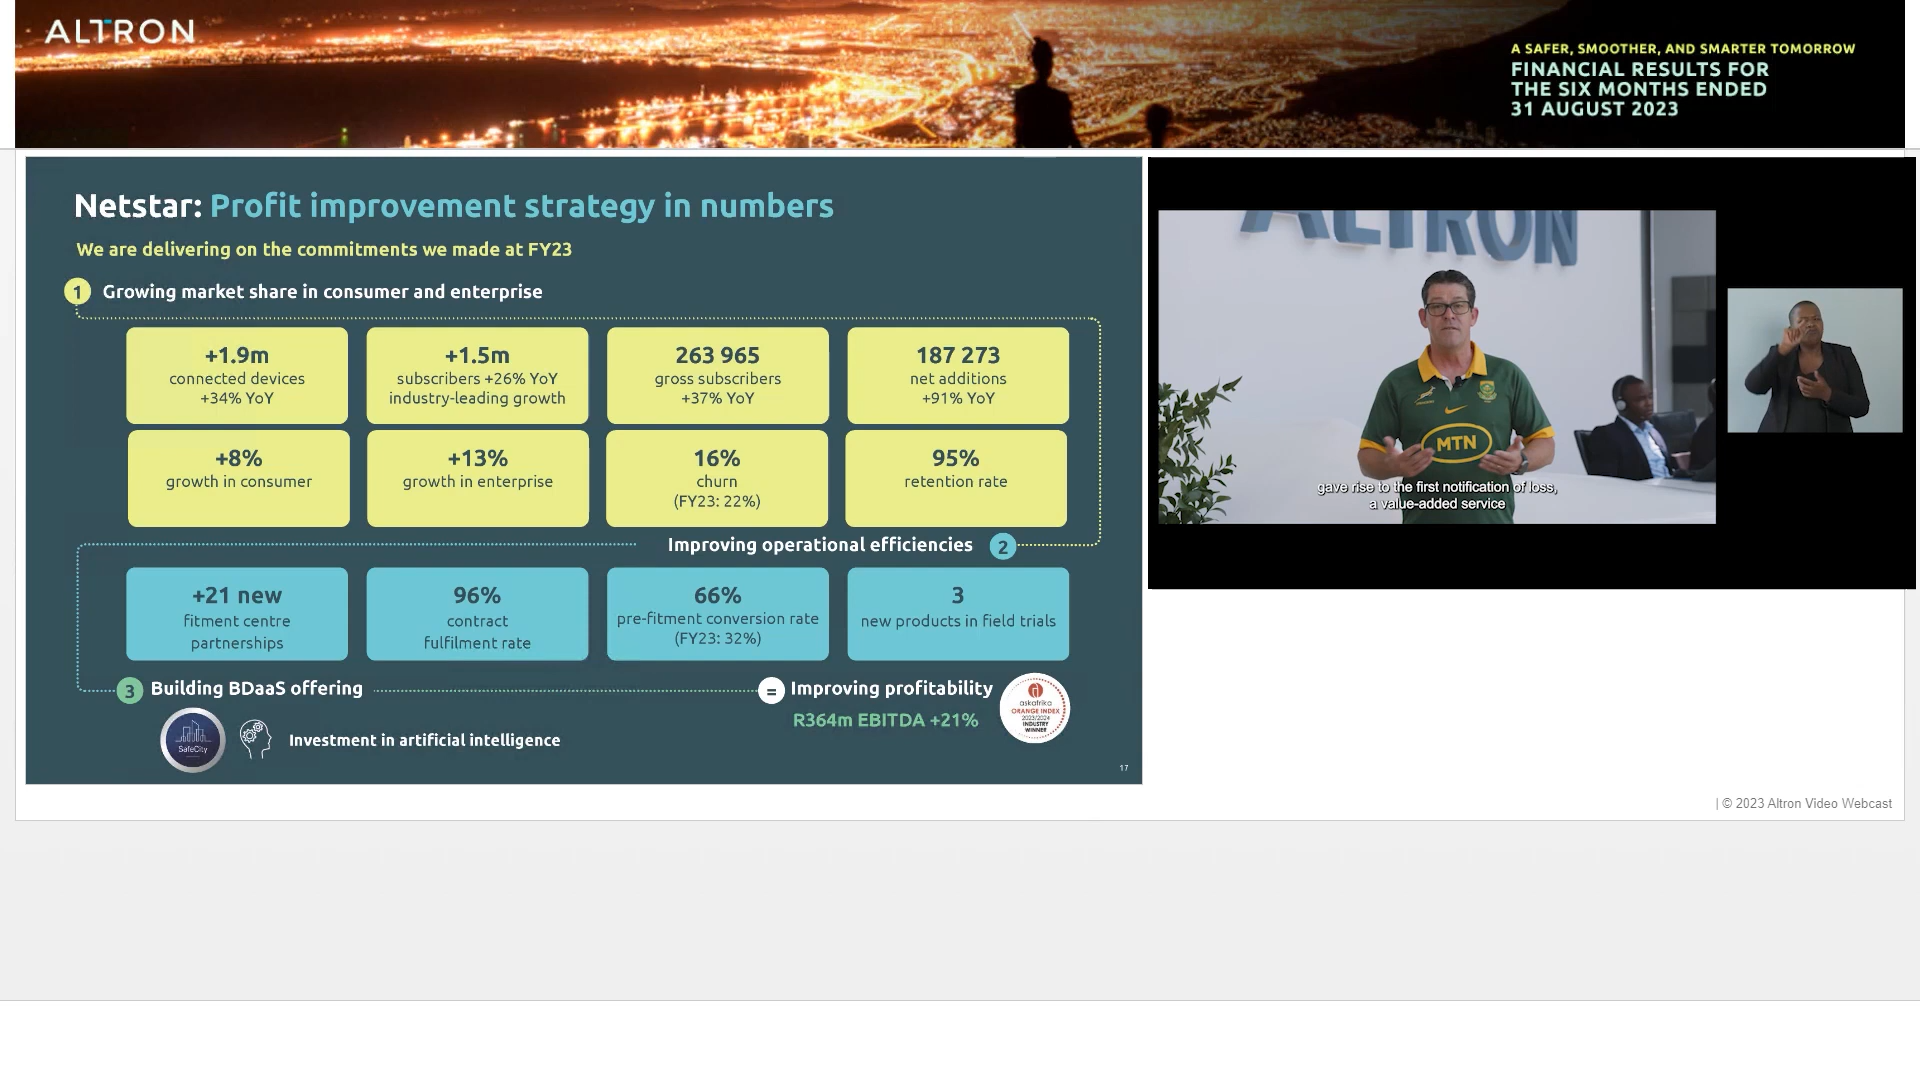 ALTRON
A SAFER, SMOOTHER, AND SMARTER TOMORROW
FINANCIAL RESULTS FOR
THE SIX MONTHS ENDED
31 AUGUST 2023
Netstar: Profit improvement strategy in numbers
We are delivering on the commitments we made at FY23
1 Growing market share in consumer and enterprise
+1.9m
connected devices
+34% YoY
+1.5m
subscribers +26% YoY
industry-leading growth
263 965
gross subscribers
+37% YoY
187 273
net additions
+91% YoY
+8%
growth in consumer
+13%
growth in enterprise
16%
churn
(FY23: 22%)
95%
retention rate
Improving operational efficiencies 2
+21 new
fitment centre
partnerships
96%
contract
fulfilment rate
66%
pre-fitment conversion rate
(FY23: 32%)
3
new products in field trials
3 Building BDaaS offering
= Improving profitability
R364m EBITDA +21%
askafrika
ORANGE INDEX
2023/2024
INDUSTRY
WINNER
SafeCity
Investment in artificial intelligence
17
ALTRON
MTN
gave rise to the first notification of loss,
a value-added service
| © 2023 Altron Video Webcast